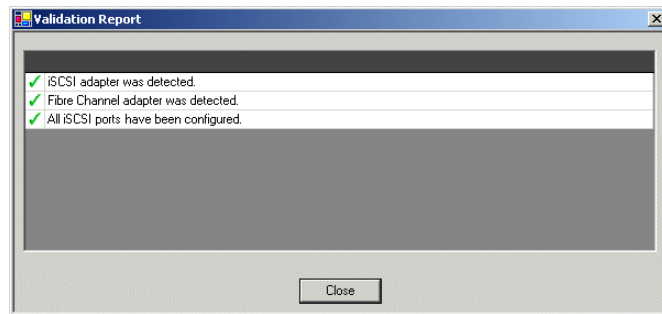 Validation Report
iSCSI adapter was detected.
Fibre Channel adapter was detected.
All iSCSI ports have been configured.
Close